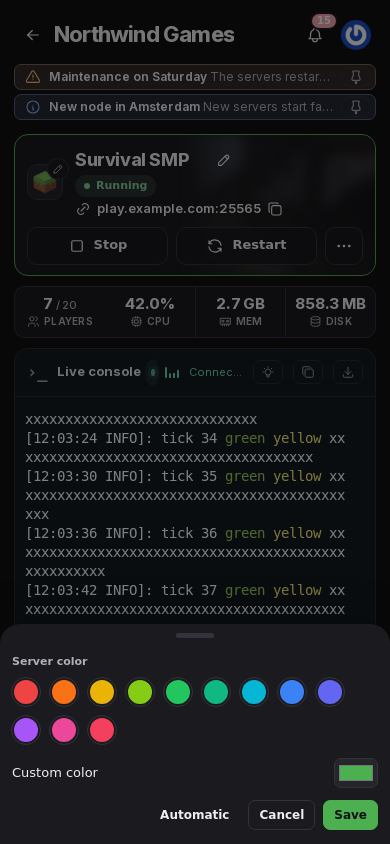 Northwind Games
15
Maintenance on Saturday The servers restar...
New node in Amsterdam New servers start fa...
Survival SMP
Running
play.example.com:25565
Stop
Restart
7 / 20
PLAYERS
42.0%
CPU
2.7 GB
MEM
858.3 MB
DISK
Live console
Connec...
xxxxxxxxxxxxxxxxxxxxxxxxxxxxx
[12:03:24 INFO]: tick 34 green yellow xx
xxxxxxxxxxxxxxxxxxxxxxxxxxxxxxxxxxxx
[12:03:30 INFO]: tick 35 green yellow xx
xxxxxxxxxxxxxxxxxxxxxxxxxxxxxxxxxxxxxxxx
xxx
[12:03:36 INFO]: tick 36 green yellow xx
xxxxxxxxxxxxxxxxxxxxxxxxxxxxxxxxxxxxxxxx
xxxxxxxxxx
[12:03:42 INFO]: tick 37 green yellow xx
xxxxxxxxxxxxxxxxxxxxxxxxxxxxxxxxxxxxxxxx
Server color
Custom color
Automatic
Cancel
Save